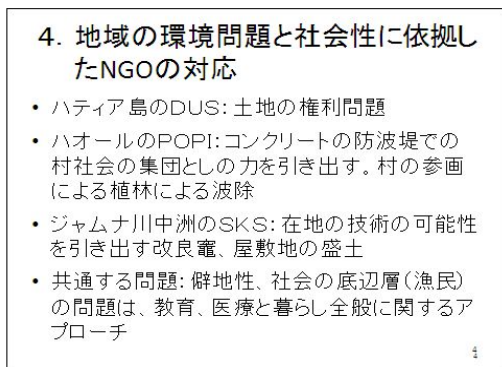 4. 地域の環境問題と社会性に依拠し
たNGOの対応
• ハティア島のDUS：土地の権利問題
• ハオールのPOPI：コンクリートの防波堤での
村社会の集団としの力を引き出す。村の参画
による植林による波除
• ジャムナ川中洲のSKS：在地の技術の可能性
を引き出す改良竈、屋敷地の盛土
• 共通する問題：僻地性、社会の底辺層（漁民）
の問題は、教育、医療と暮らし全般に関するア
プローチ